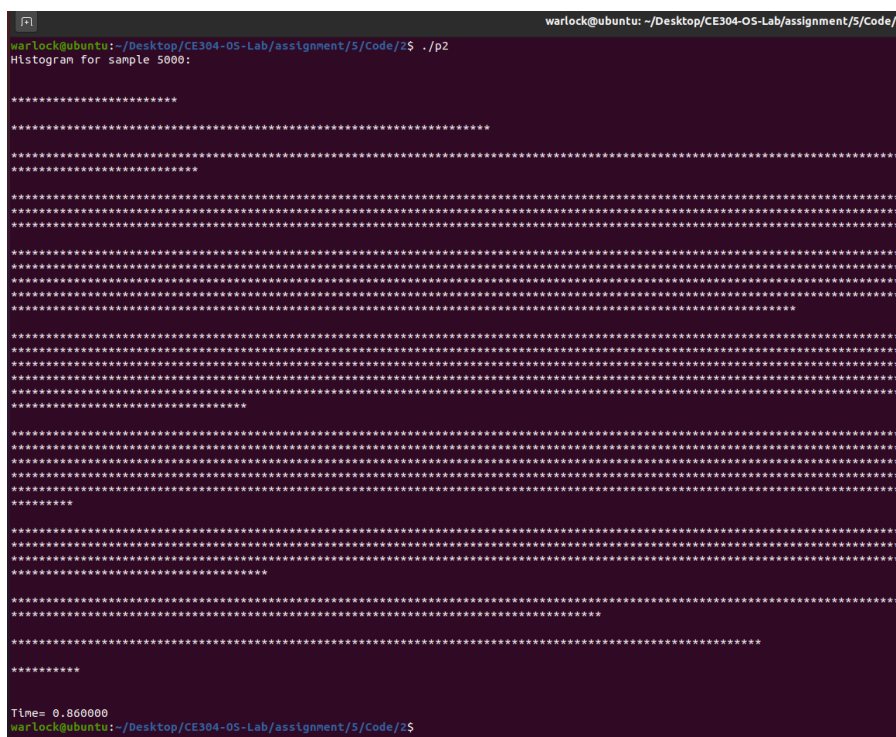 warlock@ubuntu: ~/Desktop/CE304-OS-Lab/assignment/5/Code/
warlock@ubuntu:~/Desktop/CE304-OS-Lab/assignment/5/Code/2$ ./p2
Histogram for sample 5000:
Time= 0.860000
warlock@ubuntu:~/Desktop/CE304-OS-Lab/assignment/5/Code/2$